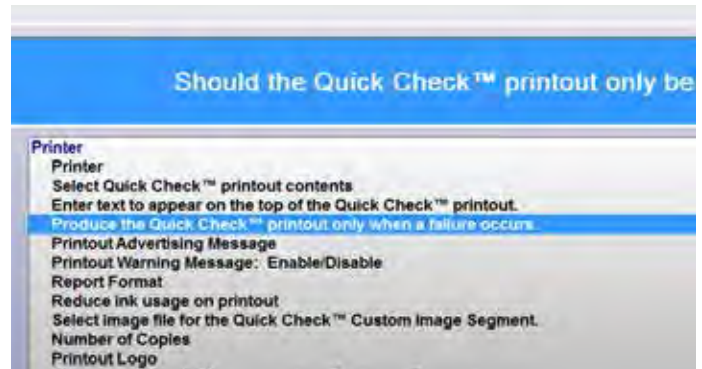 Should the Quick Check™ printout only be
Printer
Printer
Select Quick Check™ printout contents
Enter text to appear on the top of the Quick Check™ printout.
Produce the Quick Check™ printout only when a failure occurs.
Printout Advertising Message
Printout Warning Message: Enable/Disable
Report Format
Reduce ink usage on printout
Select image file for the Quick Check™ Custom Image Segment.
Number of Copies
Printout Logo